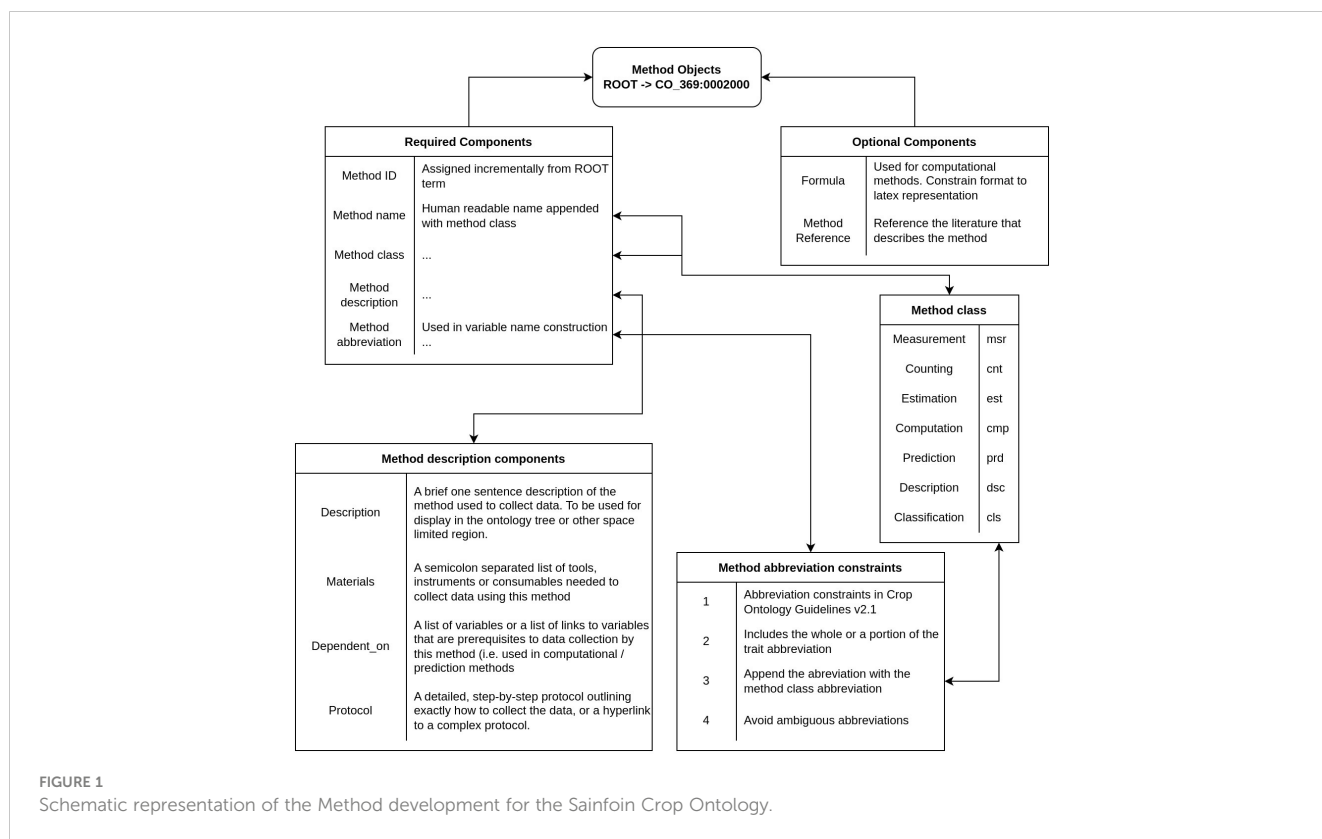 Method Objects
ROOT -> CO_369:0002000
Required Components
Method ID
Assigned incrementally from ROOT
term
Method name
Human readable name appended
with method class
Method class
...
Method
description
...
Method
abbreviation
Used in variable name construction
...
Optional Components
Formula
Used for computational
methods. Constrain format to
latex representation
Method
Reference
Reference the literature that
describes the method
Method class
Measurement msr
Counting cnt
Estimation est
Computation cmp
Prediction prd
Description dsc
Classification cls
Method description components
Description
A brief one sentence description of the
method used to collect data. To be used for
display in the ontology tree or other space
limited region.
Materials
A semicolon separated list of tools,
instruments or consumables needed to
collect data using this method
Dependent_on
A list of variables or a list of links to variables
that are prerequisites to data collection by
this method (i.e. used in computational /
prediction methods
Protocol
A detailed, step-by-step protocol outlining
exactly how to collect the data, or a hyperlink
to a complex protocol.
Method abbreviation constraints
1
Abbreviation constraints in Crop
Ontology Guidelines v2.1
2
Includes the whole or a portion of the
trait abbreviation
3
Append the abreviation with the
method class abbreviation
4
Avoid ambiguous abbreviations
FIGURE 1
Schematic representation of the Method development for the Sainfoin Crop Ontology.